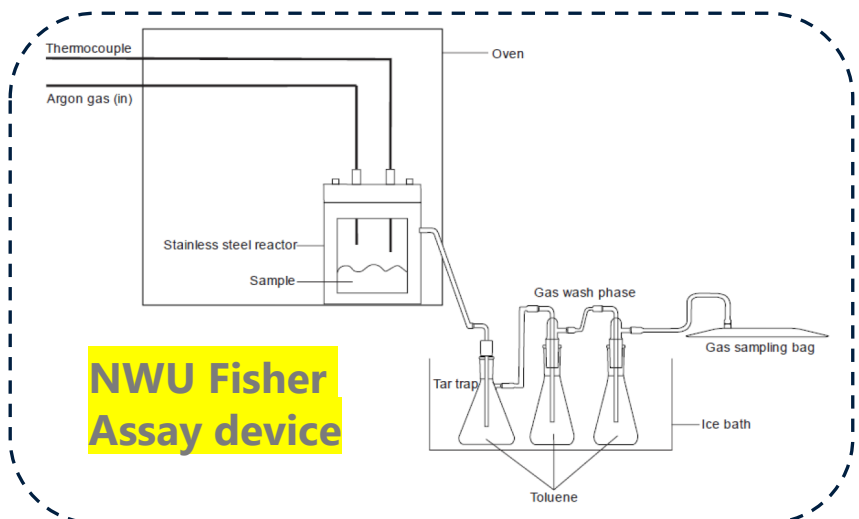 Thermocouple
Oven
Argon gas (in)
Stainless steel reactor
Sample
Gas wash phase
Gas sampling bag
NWU Fisher
Assay device
Tar trap
Ice bath
Toluene